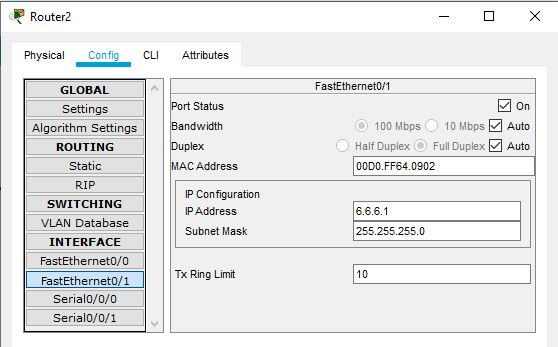 Router2
Physical Config CLI Attributes
GLOBAL
Settings
Algorithm Settings
ROUTING
Static
RIP
SWITCHING
VLAN Database
INTERFACE
FastEthernet0/0
FastEthernet0/1
Serial0/0/0
Serial0/0/1
FastEthernet0/1
Port Status On
Bandwidth 100 Mbps 10 Mbps Auto
Duplex Half Duplex Full Duplex Auto
MAC Address 00D0.FF64.0902
IP Configuration
IP Address 6.6.6.1
Subnet Mask 255.255.255.0
Tx Ring Limit 10